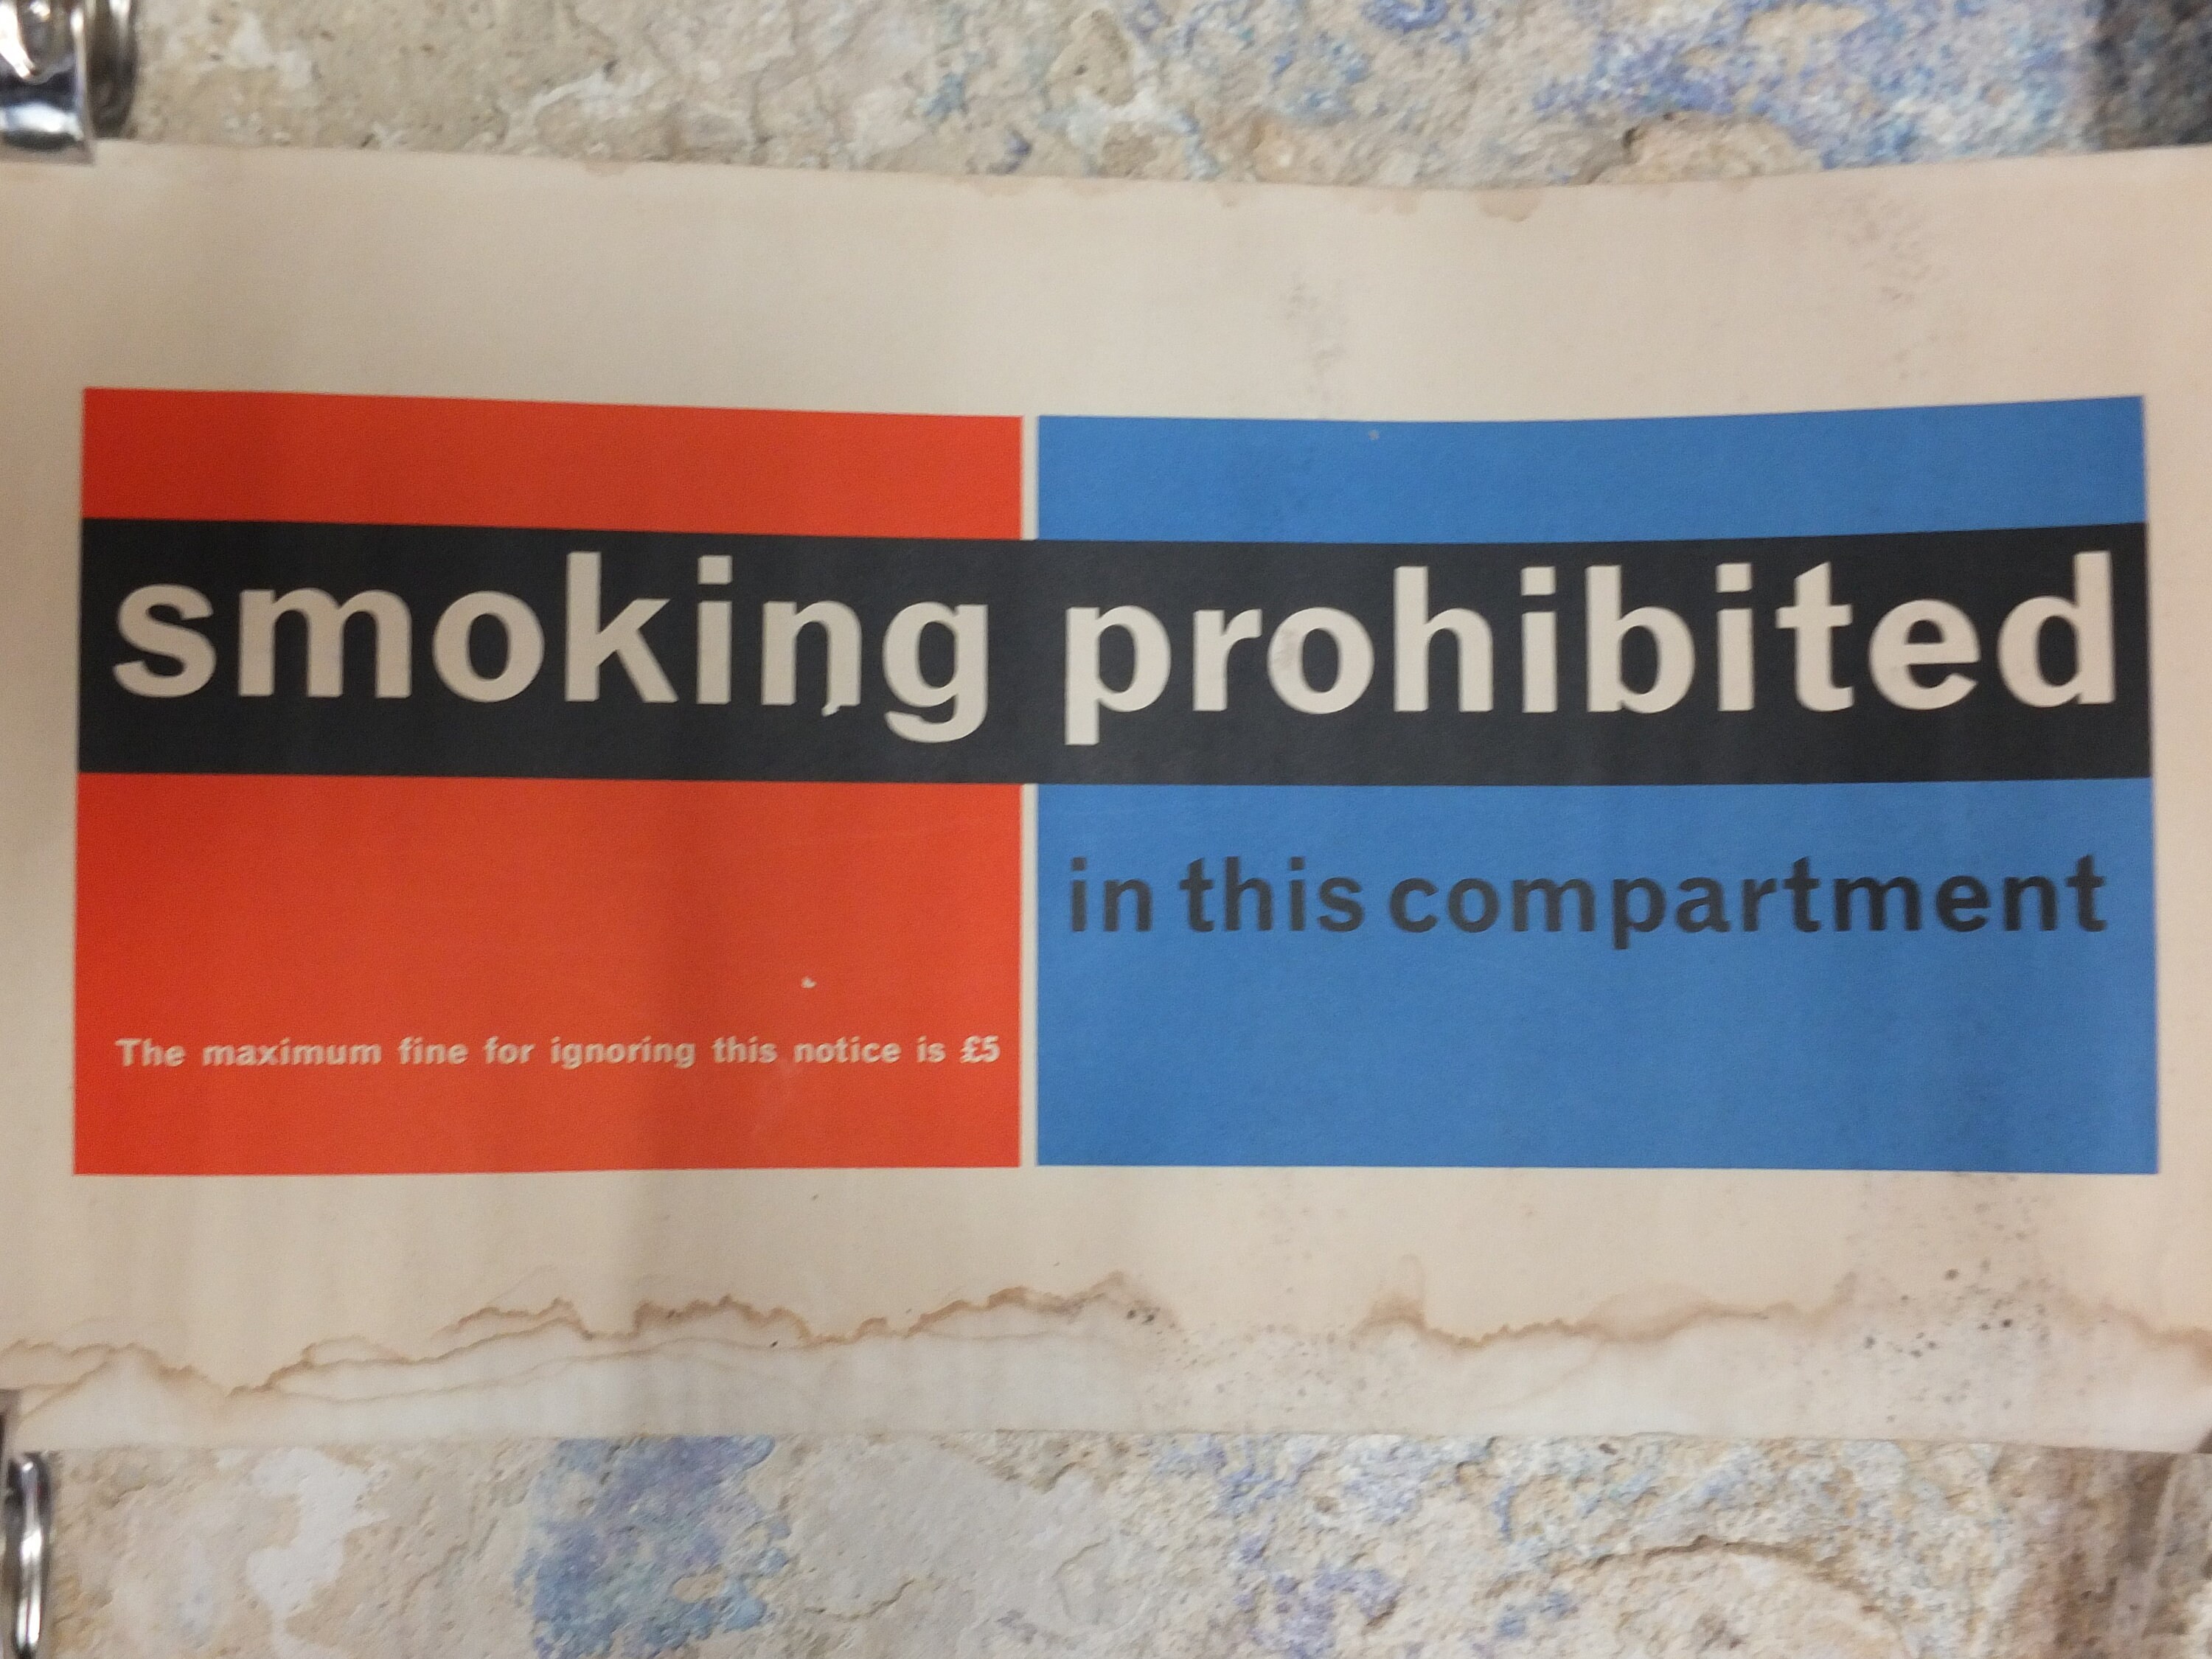 smoking prohibited
in this compartment
The maximum fine for ignoring this notice is £5